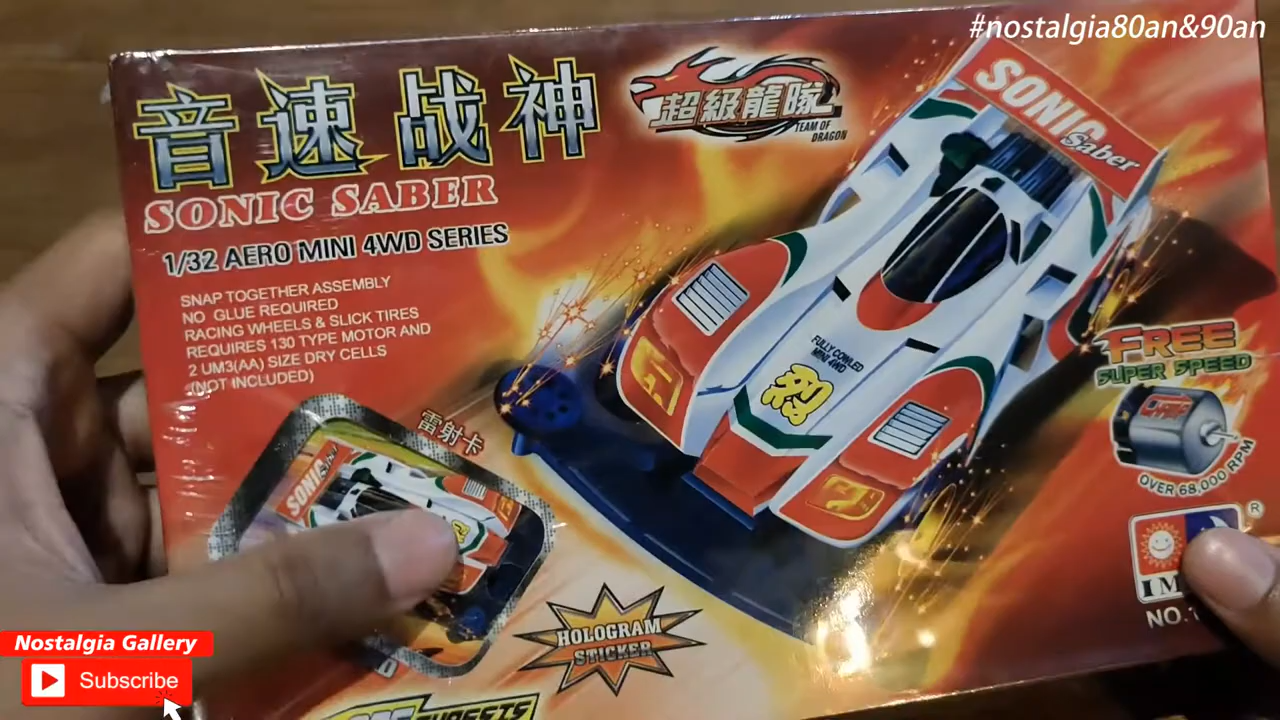 #nostalgia80an&90an
音速战神
SONIC SABER
1/32 AERO MINI 4WD SERIES
SNAP TOGETHER ASSEMBLY
NO GLUE REQUIRED
RACING WHEELS & SLICK TIRES
REQUIRES 130 TYPE MOTOR AND
2 UM3(AA) SIZE DRY CELLS
(NOT INCLUDED)
超級龍隊
TEAM OF
DRAGON
SONIC
Saber
FULLY COWLED
MINI 4WD
烈
FREE
SUPER SPEED
OVER 68,000 RPM
®
NO.
雷射卡
SONIC
HOLOGRAM
STICKER
Nostalgia Gallery
Subscribe